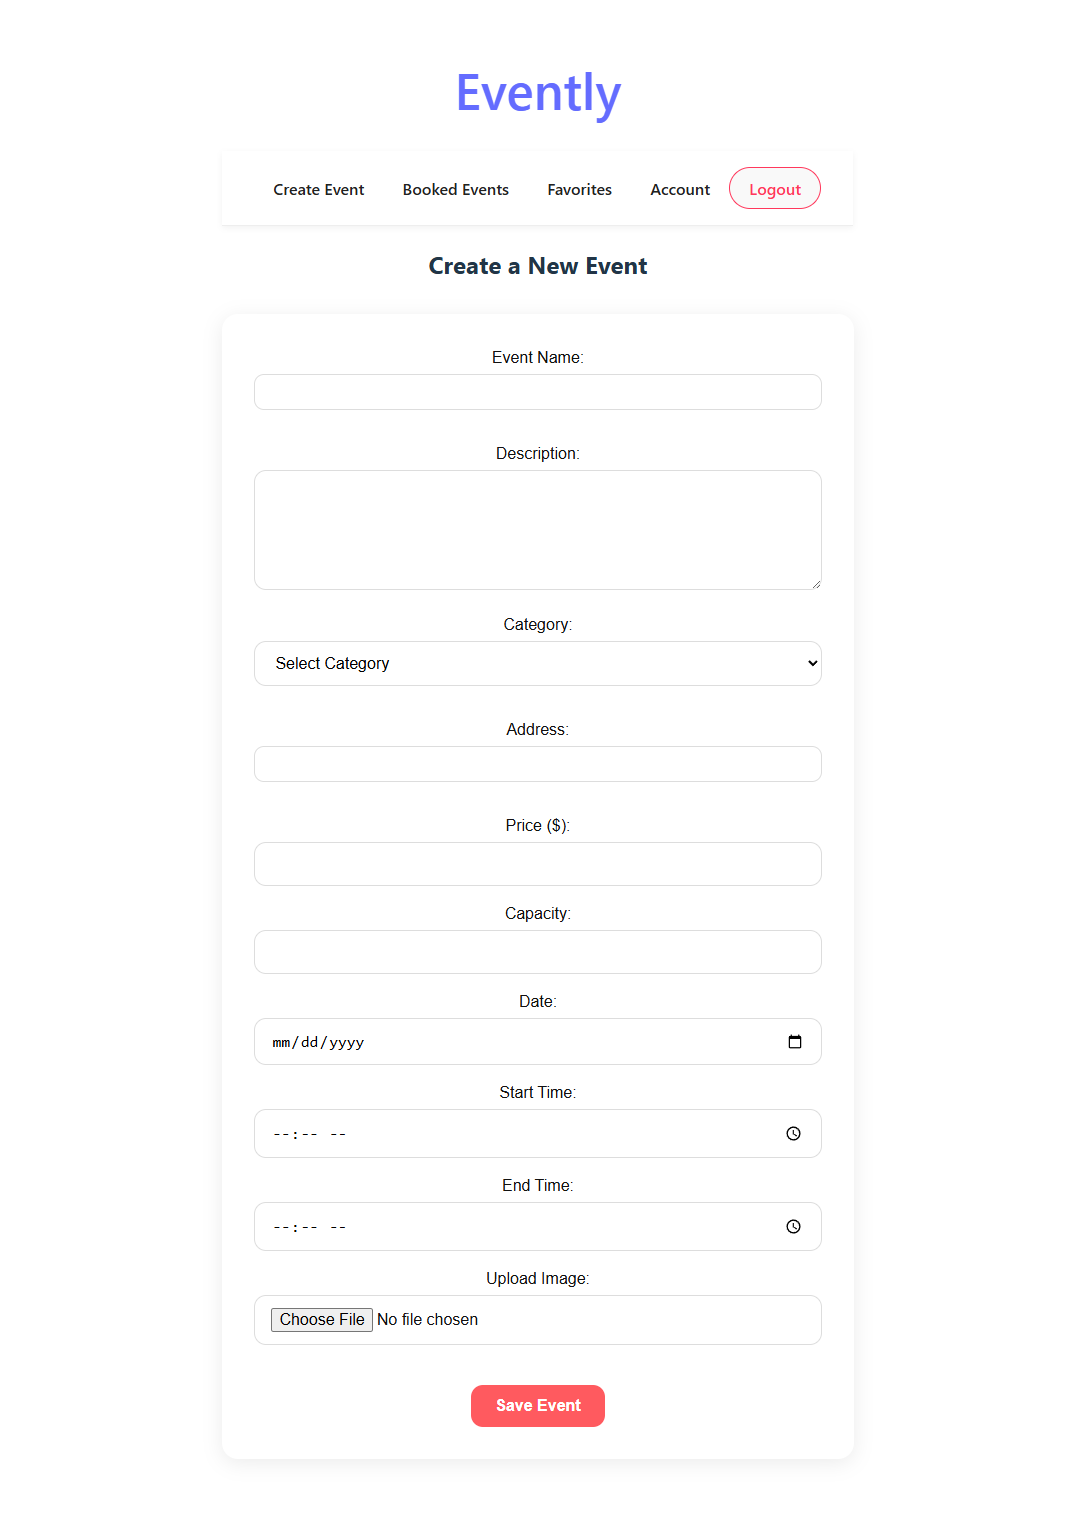 Evently
Create Event Booked Events Favorites Account Logout
Create a New Event
Event Name:
Description:
Category:
Select Category
Address:
Price ($):
Capacity:
Date:
mm/dd/yyyy
Start Time:
--:-- --
End Time:
--:-- --
Upload Image:
Choose File No file chosen
Save Event